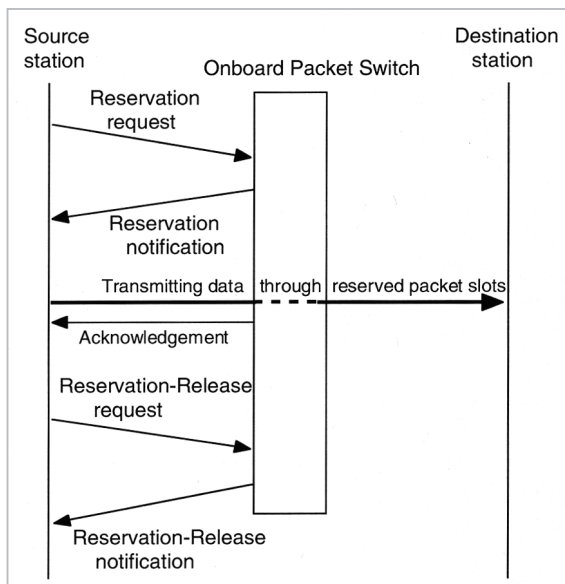 Source
station
Destination
station
Onboard Packet Switch
Reservation
request
Reservation
notification
Transmitting data through reserved packet slots
Acknowledgement
Reservation-Release
request
Reservation-Release
notification